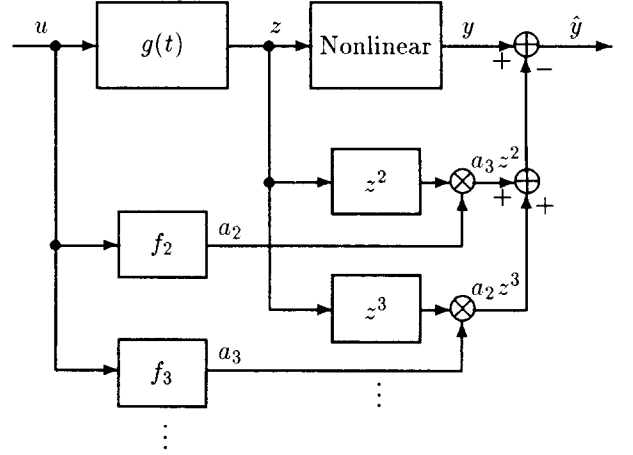 u g(t) z Nonlinear y ŷ
+ −
z² a₃z²
+ +
f₂ a₂
z³ a₂z³
f₃ a₃
⋮ ⋮